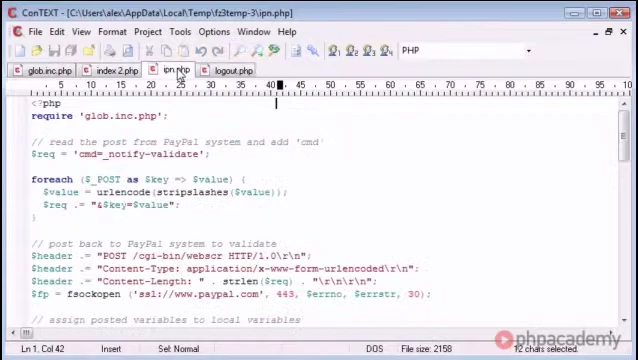 ConTEXT - [C:\Users\alex\AppData\Local\Temp\fz3temp-3\ipn.php]
File Edit View Format Project Tools Options Window Help
PHP
glob.inc.php index 2.php ipn.php logout.php
5 10 15 20 25 30 35 40 45 50 55 60 65 70 75 80 85 90 95 10
<?php
require 'glob.inc.php';
// read the post from PayPal system and add 'cmd'
$req = 'cmd=_notify-validate';
foreach ($_POST as $key => $value) {
$value = urlencode(stripslashes($value));
$req .= "&$key=$value";
}
// post back to PayPal system to validate
$header .= "POST /cgi-bin/webscr HTTP/1.0\r\n";
$header .= "Content-Type: application/x-www-form-urlencoded\r\n";
$header .= "Content-Length: " . strlen($req) . "\r\n\r\n";
$fp = fsockopen ('ssl://www.paypal.com', 443, $errno, $errstr, 30);
// assign posted variables to local variables
phpacademy
Ln 1, Col 42 Insert Sel: Normal DOS File size: 2158 12 chars selected.